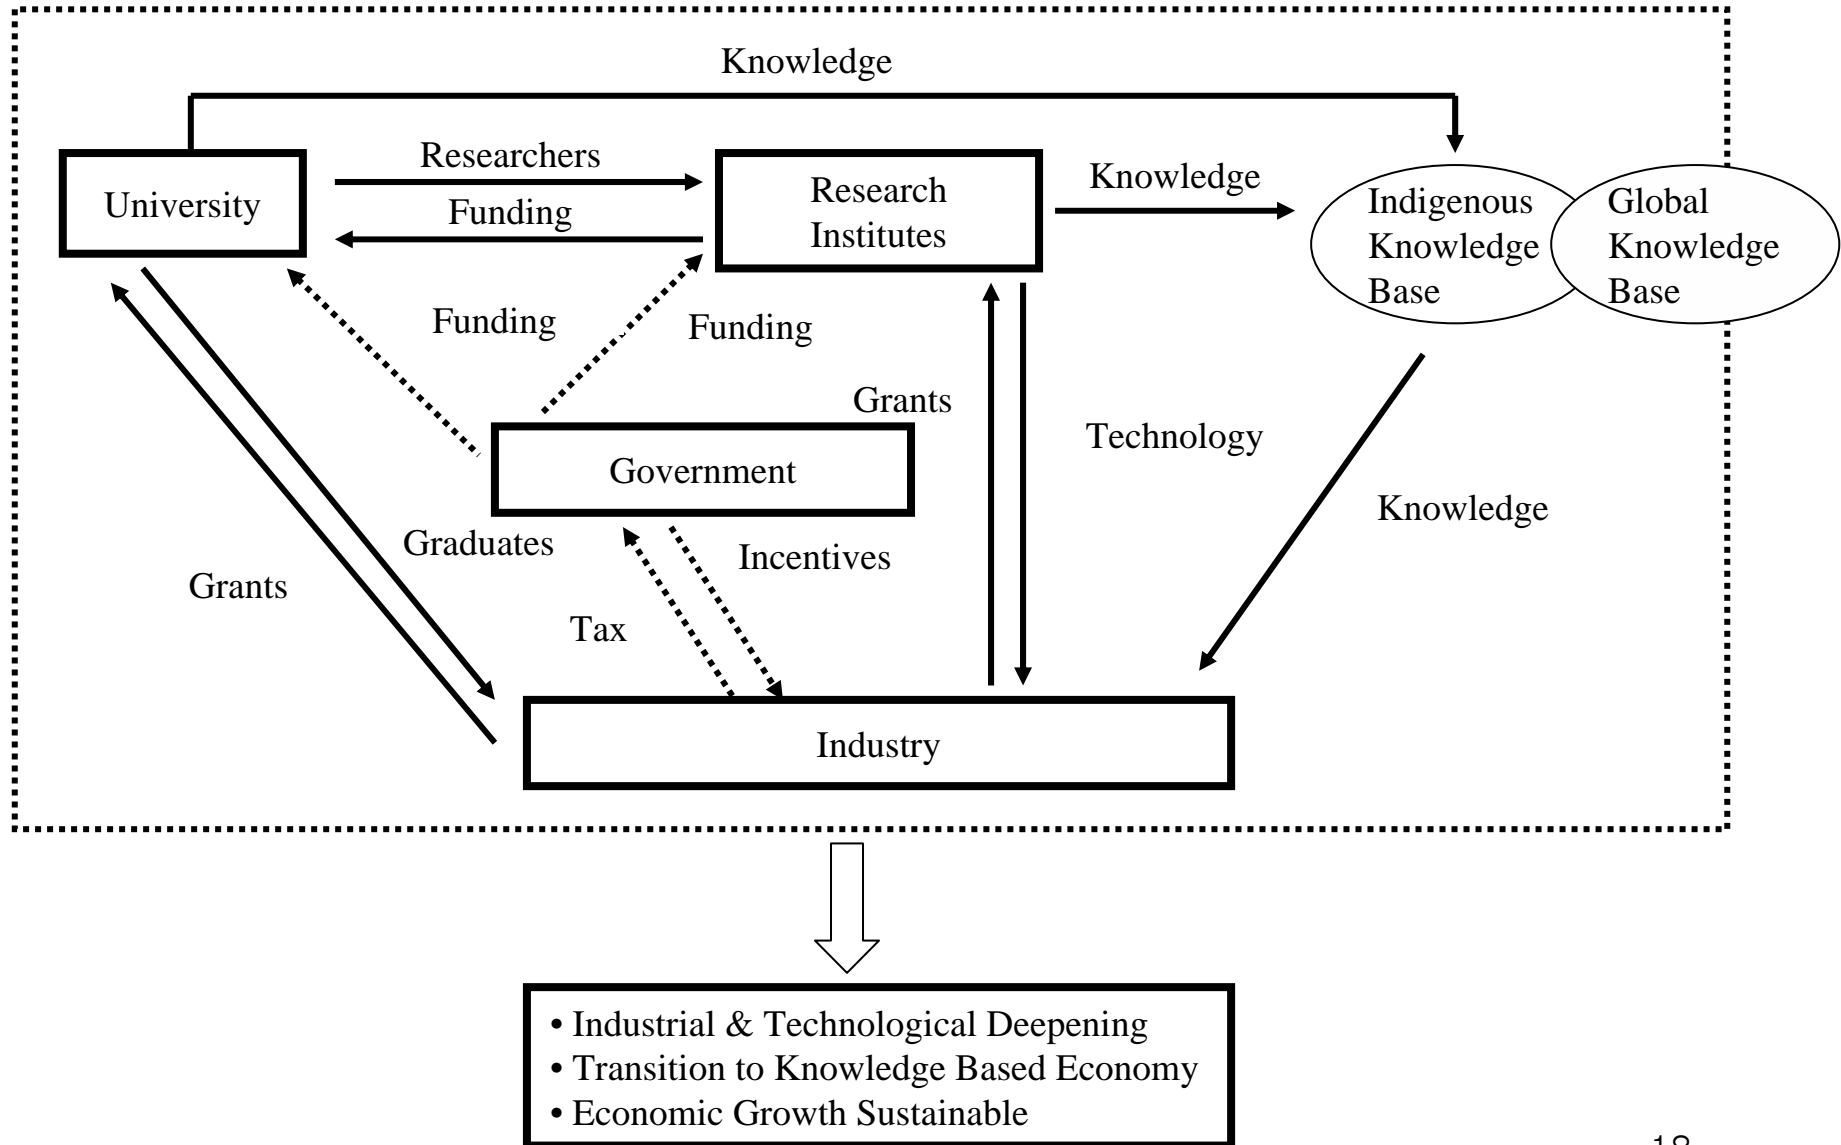 Knowledge
Researchers
University
Funding
Research
Institutes
Knowledge
Indigenous
Knowledge
Base
Global
Knowledge
Base
Funding
Funding
Grants
Technology
Government
Knowledge
Graduates
Incentives
Grants
Tax
Industry
• Industrial & Technological Deepening
• Transition to Knowledge Based Economy
• Economic Growth Sustainable